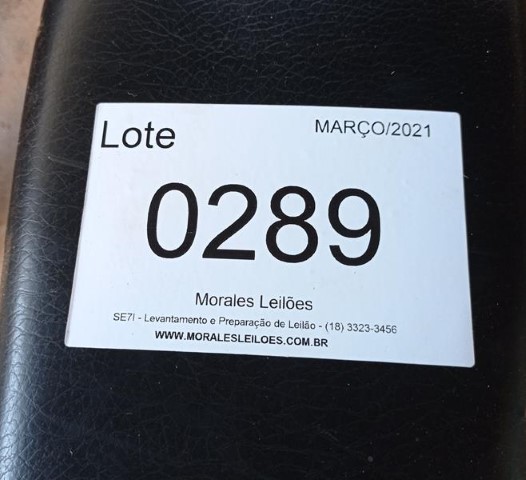 Lote MARÇO/2021
0289
Morales Leilões
SE7I - Levantamento e Preparação de Leilão - (18) 3323-3456
WWW.MORALESLEILOES.COM.BR